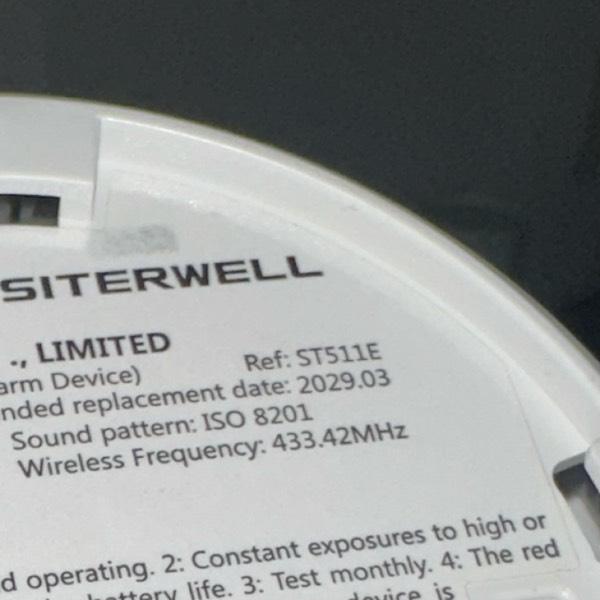 SITERWELL
., LIMITED
arm Device) Ref: ST511E
nded replacement date: 2029.03
Sound pattern: ISO 8201
Wireless Frequency: 433.42MHz
d operating. 2: Constant exposures to high or
battery life. 3: Test monthly. 4: The red
device is